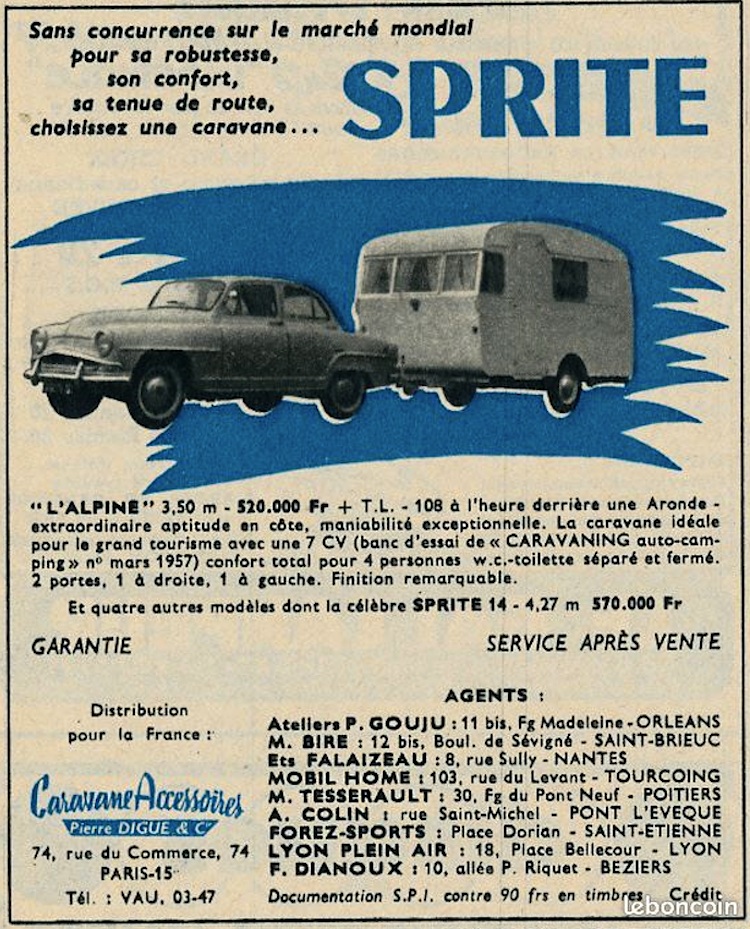 Sans concurrence sur le marché mondial
pour sa robustesse,
son confort,
sa tenue de route,
choisissez une caravane...
SPRITE
"L'ALPINE" 3,50 m - 520.000 Fr + T.L. - 108 à l'heure derrière une Aronde -
extraordinaire aptitude en côte, maniabilité exceptionnelle. La caravane idéale
pour le grand tourisme avec une 7 CV (banc d'essai de « CARAVANING auto-cam-
ping » nº mars 1957) confort total pour 4 personnes w.c.-toilette séparé et fermé.
2 portes, 1 à droite, 1 à gauche. Finition remarquable.
Et quatre autres modèles dont la célèbre SPRITE 14 - 4,27 m 570.000 Fr
GARANTIE
SERVICE APRÈS VENTE
Distribution
pour la France :
Caravane Accessoires
Pierre DIGUE & Cie
74, rue du Commerce, 74
PARIS-15e
Tél. : VAU. 03-47
AGENTS :
Ateliers P. GOUJU : 11 bis, Fg Madeleine - ORLEANS
M. BIRE : 12 bis, Boul. de Sévigné - SAINT-BRIEUC
Ets FALAIZEAU : 8, rue Sully - NANTES
MOBIL HOME : 103, rue du Levant - TOURCOING
M. TESSERAULT : 30, Fg du Pont Neuf - POITIERS
A. COLIN : rue Saint-Michel - PONT L'EVEQUE
FOREZ-SPORTS : Place Dorian - SAINT-ETIENNE
LYON PLEIN AIR : 18, Place Bellecour - LYON
F. DIANOUX : 10, allée P. Riquet - BEZIERS
Documentation S.P.I. contre 90 frs en timbres Crédit
leboncoin